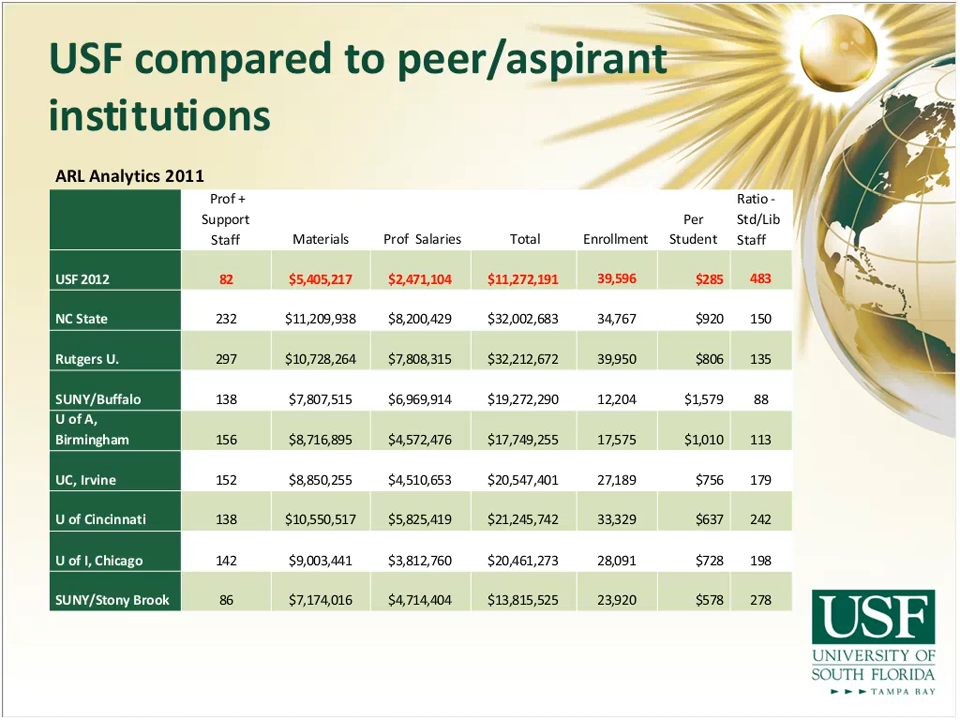 USF compared to peer/aspirant
institutions
ARL Analytics 2011
Prof +
Support
Staff Materials Prof Salaries Total Enrollment Per
Student Ratio -
Std/Lib
Staff
USF 2012 82 $5,405,217 $2,471,104 $11,272,191 39,596 $285 483
NC State 232 $11,209,938 $8,200,429 $32,002,683 34,767 $920 150
Rutgers U. 297 $10,728,264 $7,808,315 $32,212,672 39,950 $806 135
SUNY/Buffalo 138 $7,807,515 $6,969,914 $19,272,290 12,204 $1,579 88
U of A,
Birmingham 156 $8,716,895 $4,572,476 $17,749,255 17,575 $1,010 113
UC, Irvine 152 $8,850,255 $4,510,653 $20,547,401 27,189 $756 179
U of Cincinnati 138 $10,550,517 $5,825,419 $21,245,742 33,329 $637 242
U of I, Chicago 142 $9,003,441 $3,812,760 $20,461,273 28,091 $728 198
SUNY/Stony Brook 86 $7,174,016 $4,714,404 $13,815,525 23,920 $578 278
USF
UNIVERSITY OF
SOUTH FLORIDA
TAMPA BAY